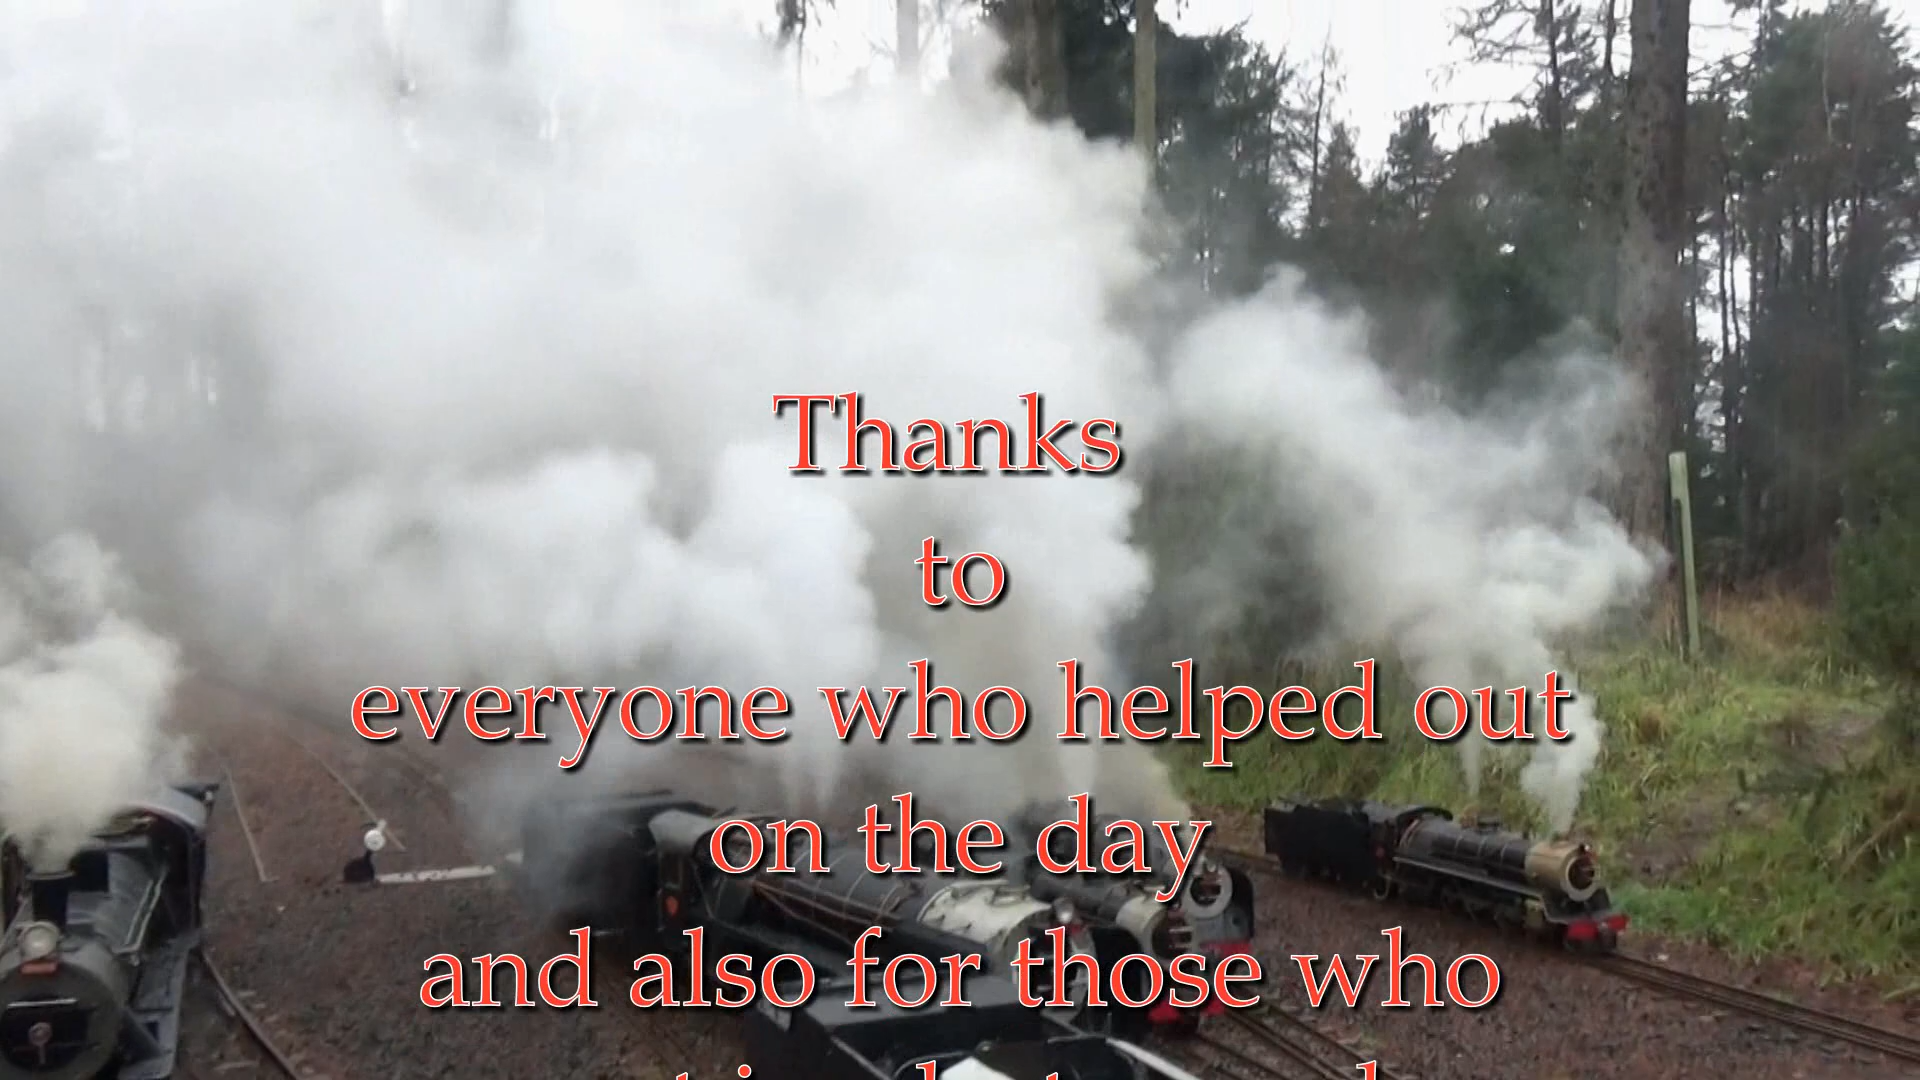 Thanks
to
everyone who helped out
on the day
and also for those who